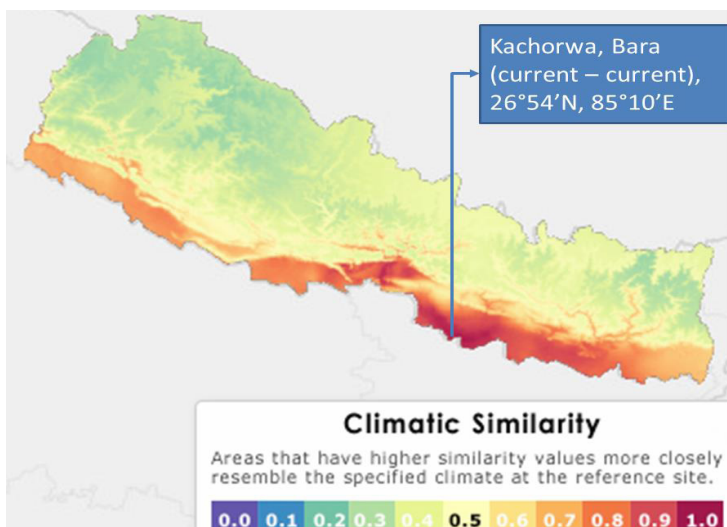 Kachorwa, Bara
(current – current),
26°54'N, 85°10'E
Climatic Similarity
Areas that have higher similarity values more closely
resemble the specified climate at the reference site.
0.0 0.1 0.2 0.3 0.4 0.5 0.6 0.7 0.8 0.9 1.0